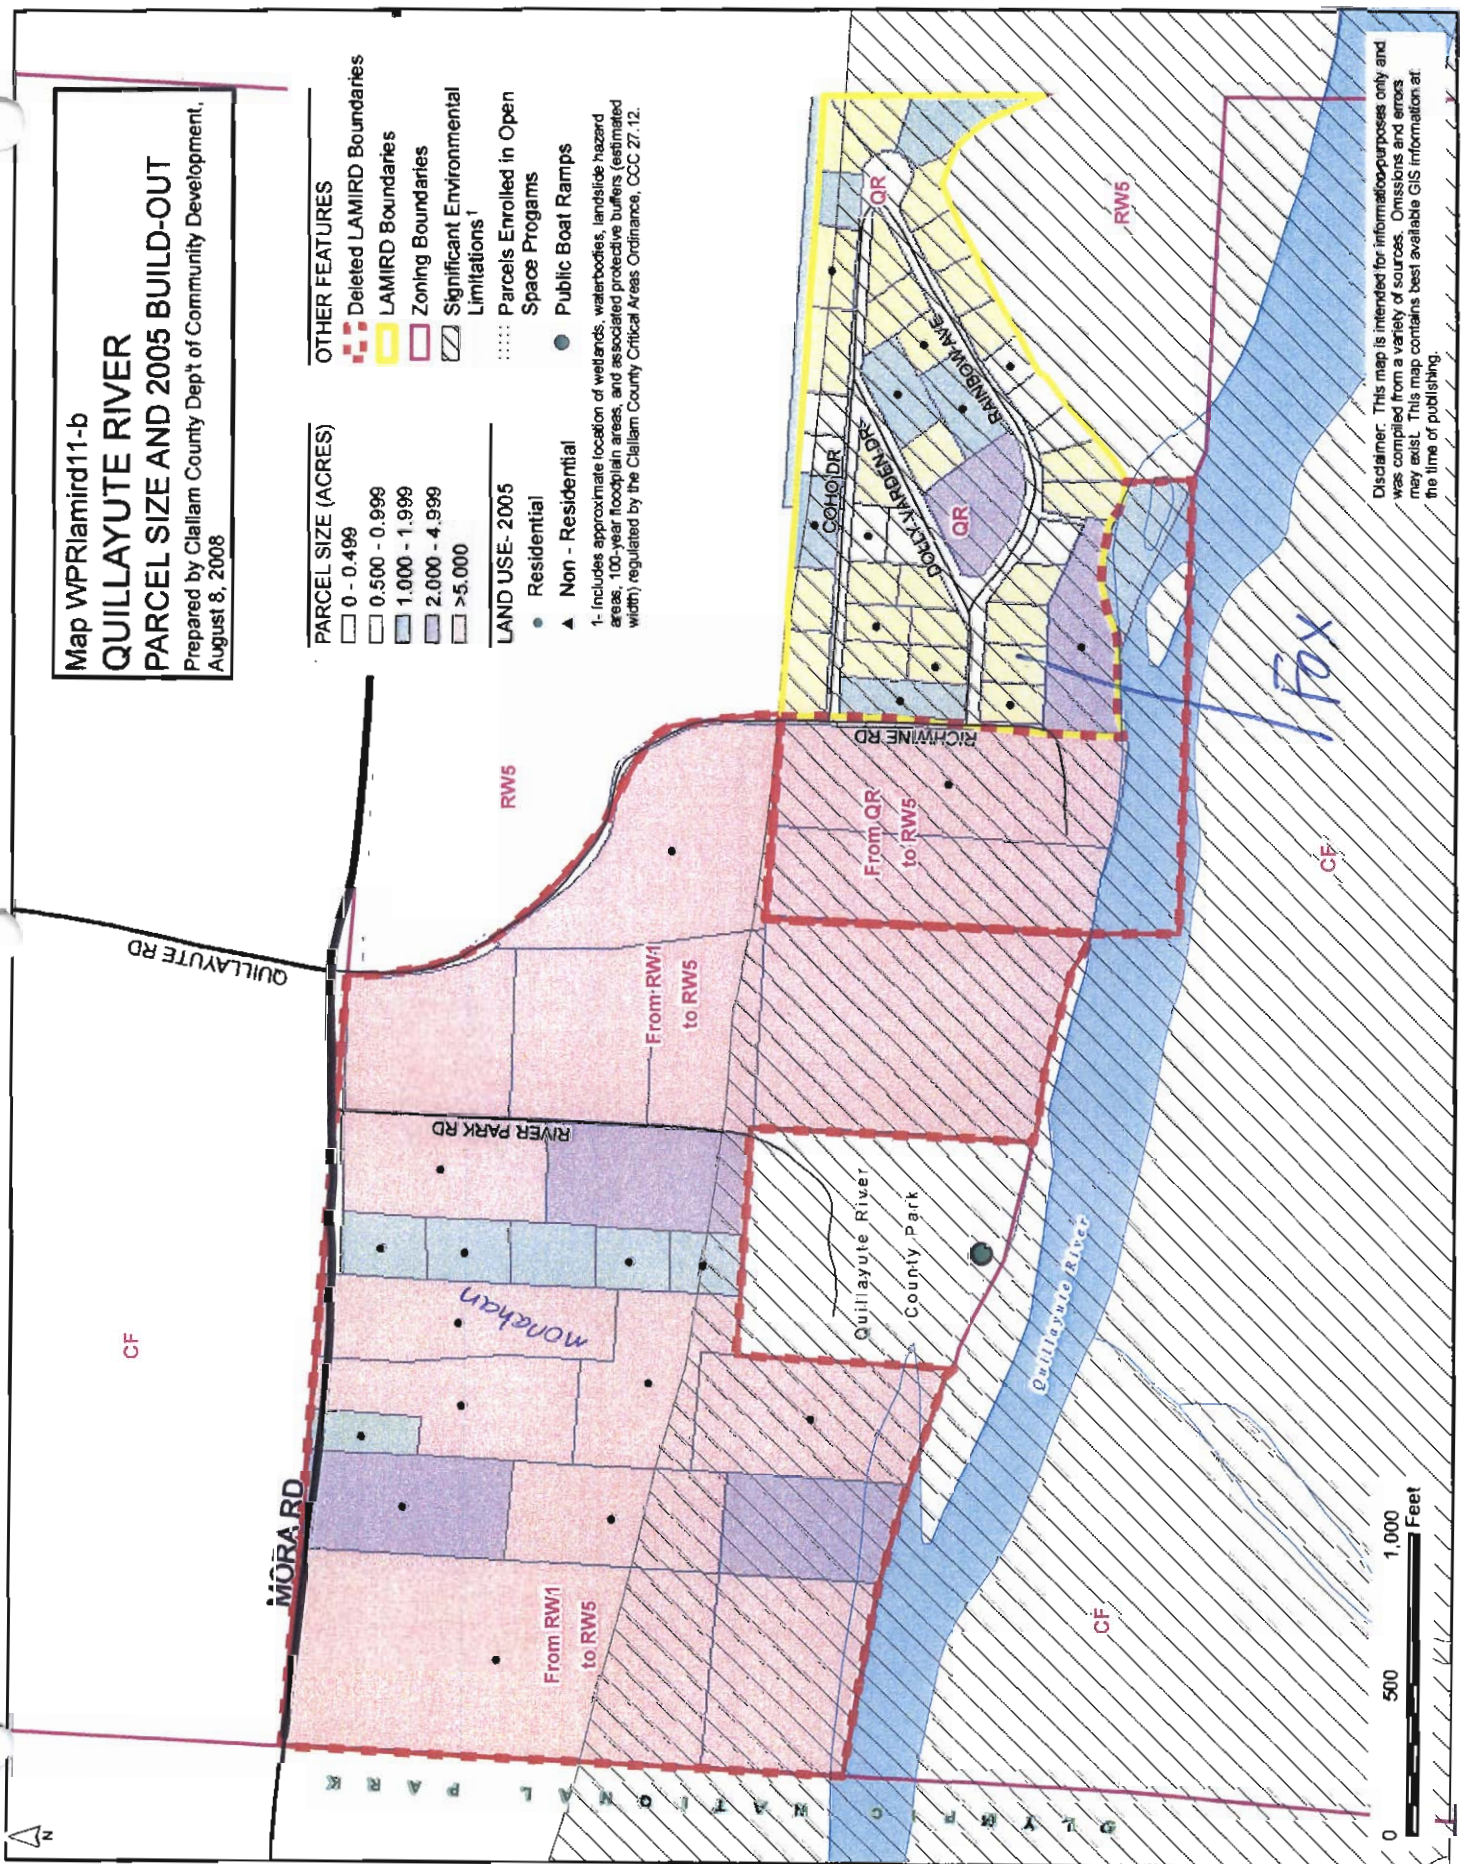 Map WPRlamird11-b
QUILLAYUTE RIVER
PARCEL SIZE AND 2005 BUILD-OUT
Prepared by Clallam County Dep't of Community Development,
August 8, 2008
PARCEL SIZE (ACRES)
0 - 0.499
0.500 - 0.999
1.000 - 1.999
2.000 - 4.999
>5.000
LAND USE- 2005
Residential
Non - Residential
OTHER FEATURES
Deleted LAMIRD Boundaries
LAMIRD Boundaries
Zoning Boundaries
Significant Environmental
Limitations1
Parcels Enrolled in Open
Space Progams
Public Boat Ramps
1- Includes approximate location of wetlands, waterbodies, landslide hazard
areas, 100-year floodplain areas, and associated protective buffers (estimated
width) regulated by the Clallam County Critical Areas Ordinance, CCC 27.12.
N
CF
QUILLAYUTE RD
MORA RD
RW5
RIVER PARK RD
monahan
From RW1
to RW5
From RW1
to RW5
From QR
to RW5
RICHWINE RD
COHO DR
DOLLY VARDEN DR
RAINBOW AVE
QR
QR
RW5
Quillayute River
County Park
Quillayute River
OLYMPIC NATIONAL PARK
Fox
CF
CF
0 500 1,000
Feet
Disclaimer: This map is intended for information purposes only and
was compiled from a variety of sources. Omssions and errors
may exist. This map contains best available GIS information at
the time of publishing.